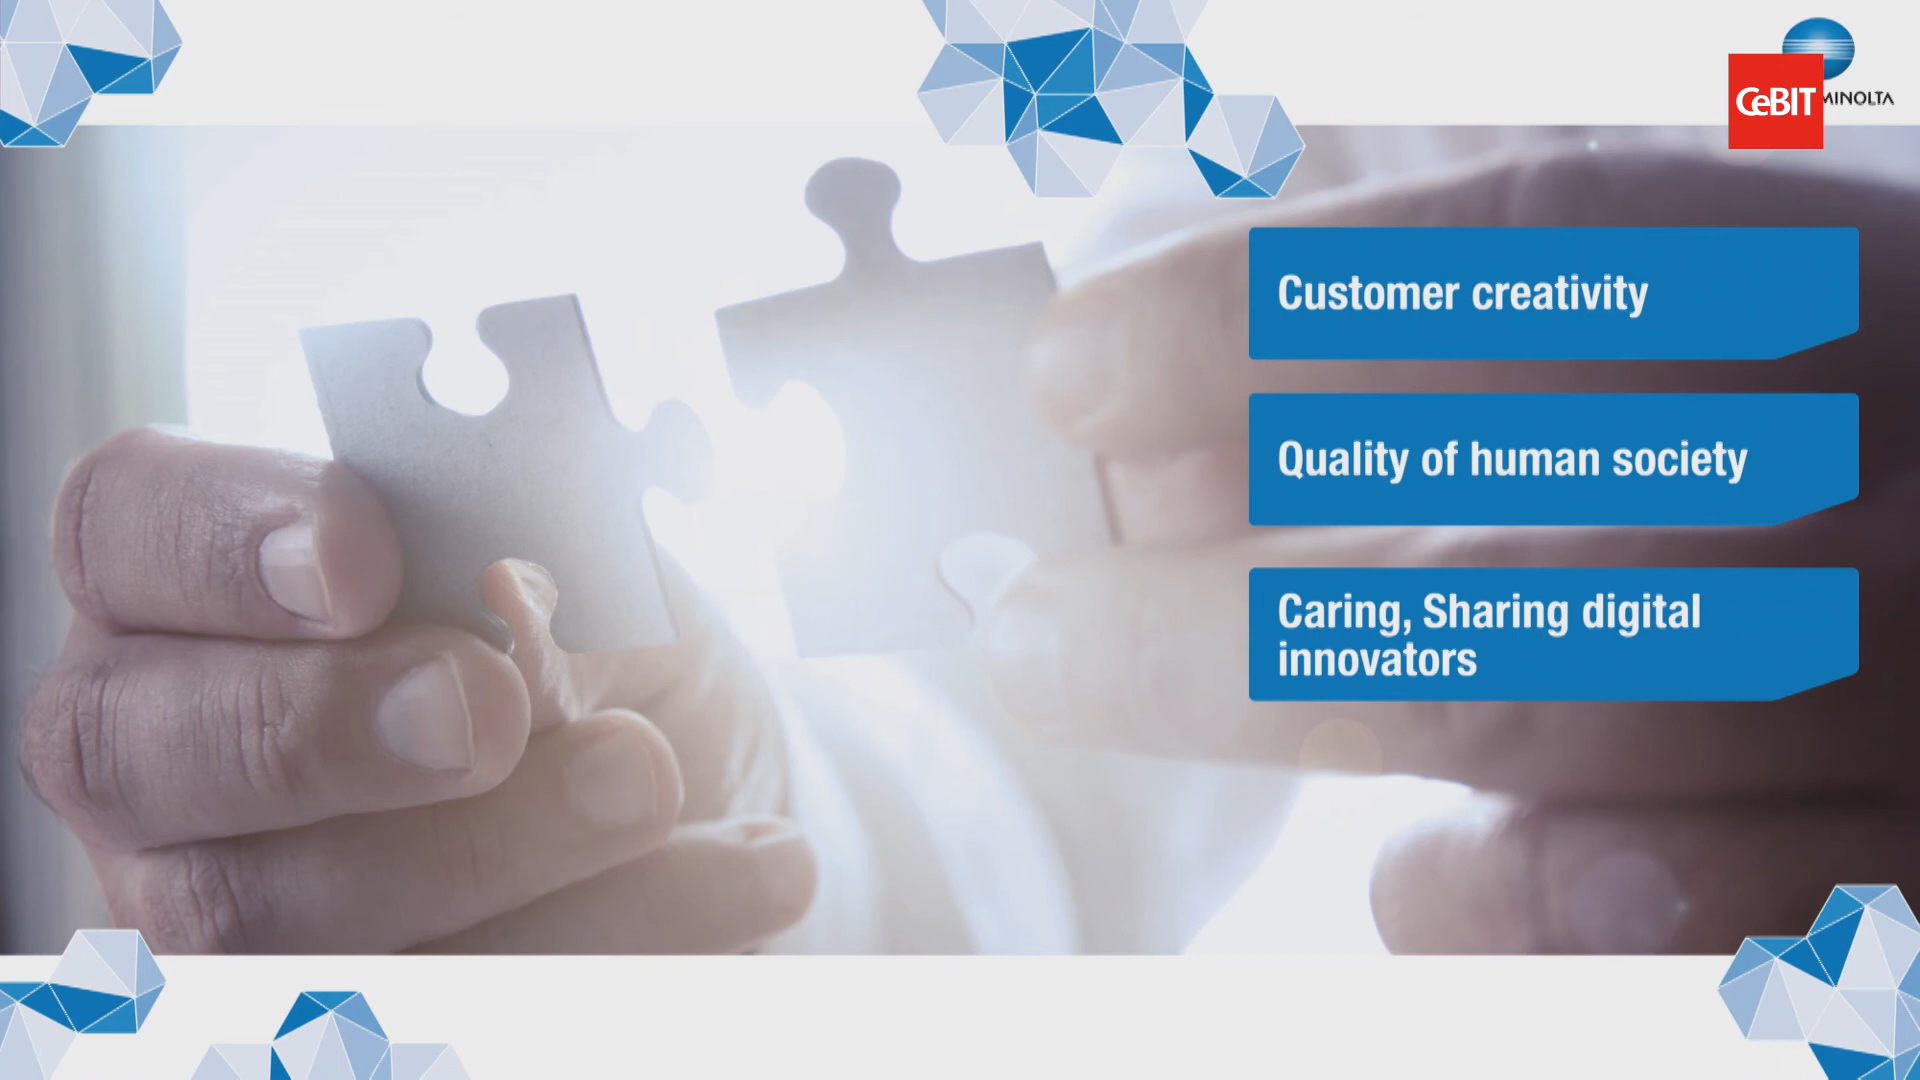 CeBIT
MINOLTA
Customer creativity
Quality of human society
Caring, Sharing digital
innovators